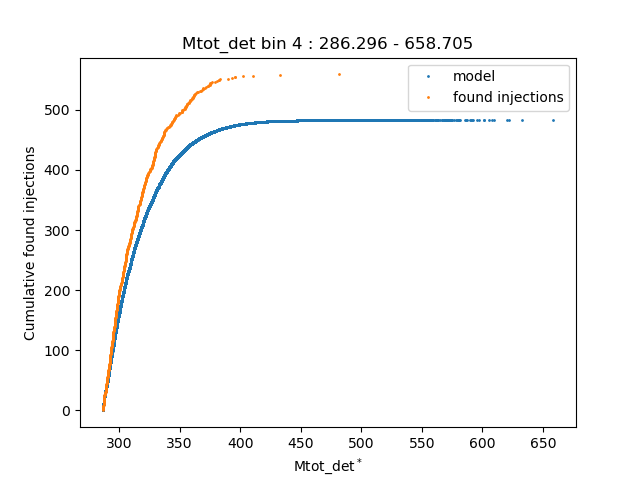 Mtot_det bin 4 : 286.296 - 658.705
model
found injections
Cumulative found injections
500
400
300
200
100
0
300 350 400 450 500 550 600 650
Mtot_det*